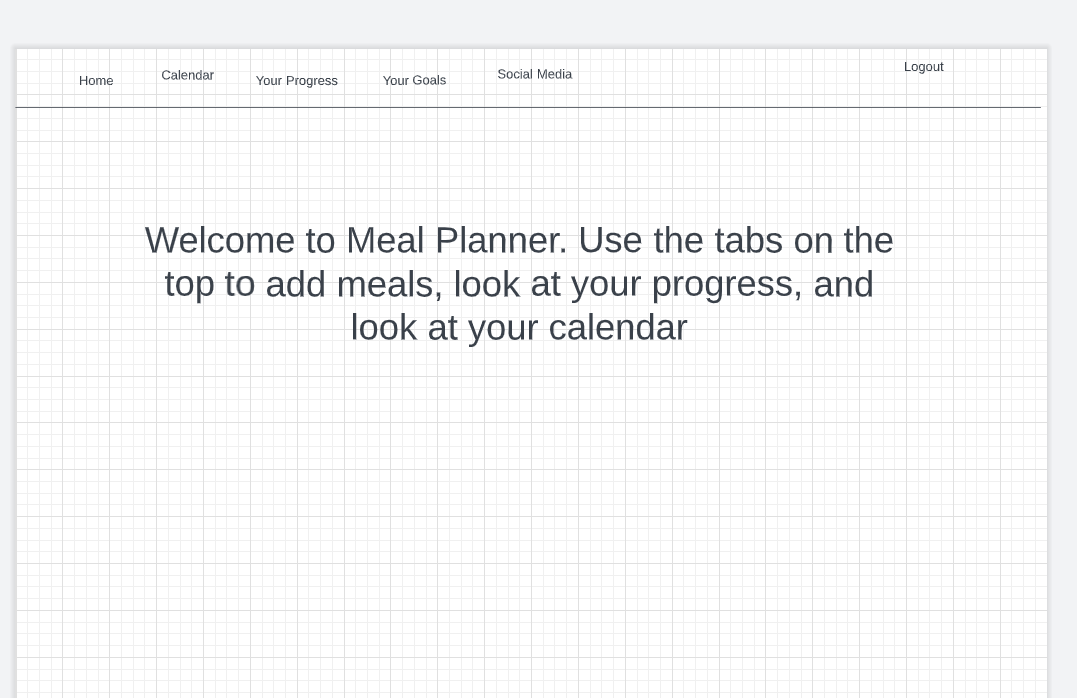 Home Calendar Your Progress Your Goals Social Media Logout
Welcome to Meal Planner. Use the tabs on the
top to add meals, look at your progress, and
look at your calendar